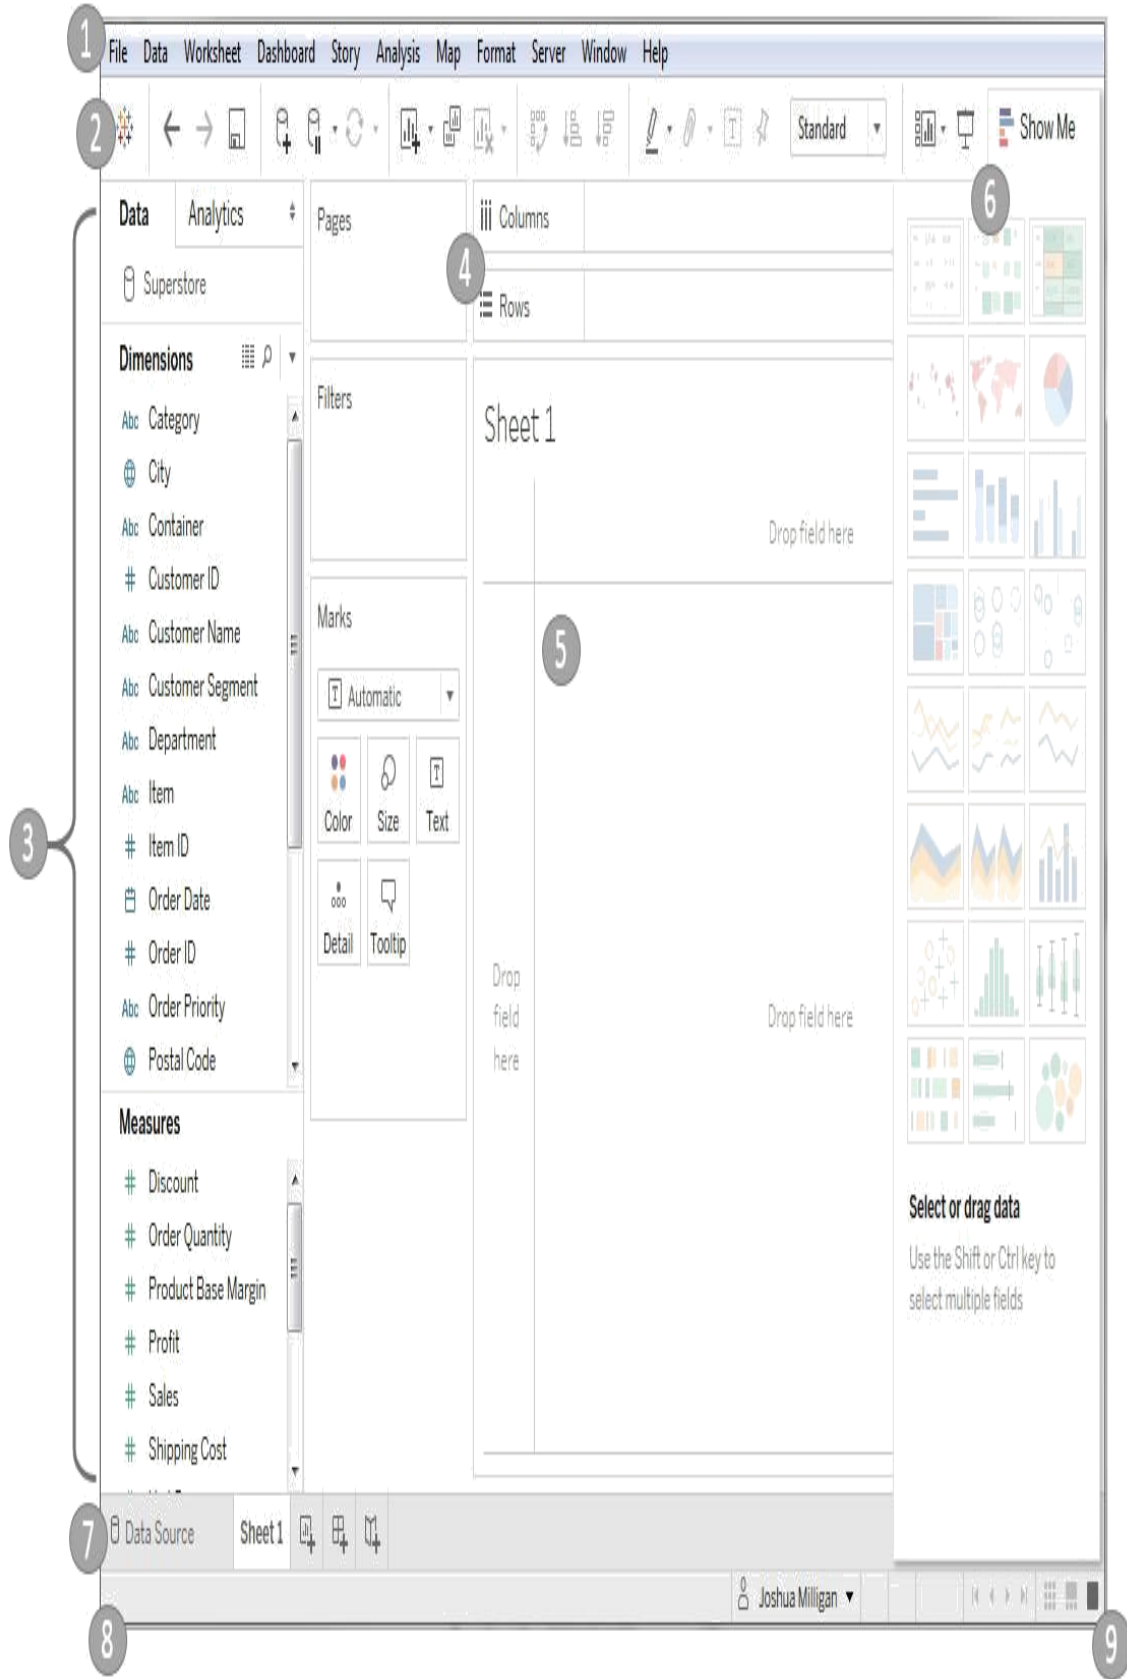 1
File Data Worksheet Dashboard Story Analysis Map Format Server Window Help
2
Standard
Show Me
3
Data Analytics
Superstore
Dimensions
Abc Category
City
Abc Container
# Customer ID
Abc Customer Name
Abc Customer Segment
Abc Department
Abc Item
# Item ID
Order Date
# Order ID
Abc Order Priority
Postal Code
Measures
# Discount
# Order Quantity
# Product Base Margin
# Profit
# Sales
# Shipping Cost
4
Pages
Filters
Marks
T Automatic
Color Size T Text
Detail Tooltip
Columns
Rows
Sheet 1
Drop field here
5
Drop
field
here
Drop field here
6
Select or drag data
Use the Shift or Ctrl key to
select multiple fields
7
Data Source Sheet 1
8
Joshua Milligan
9